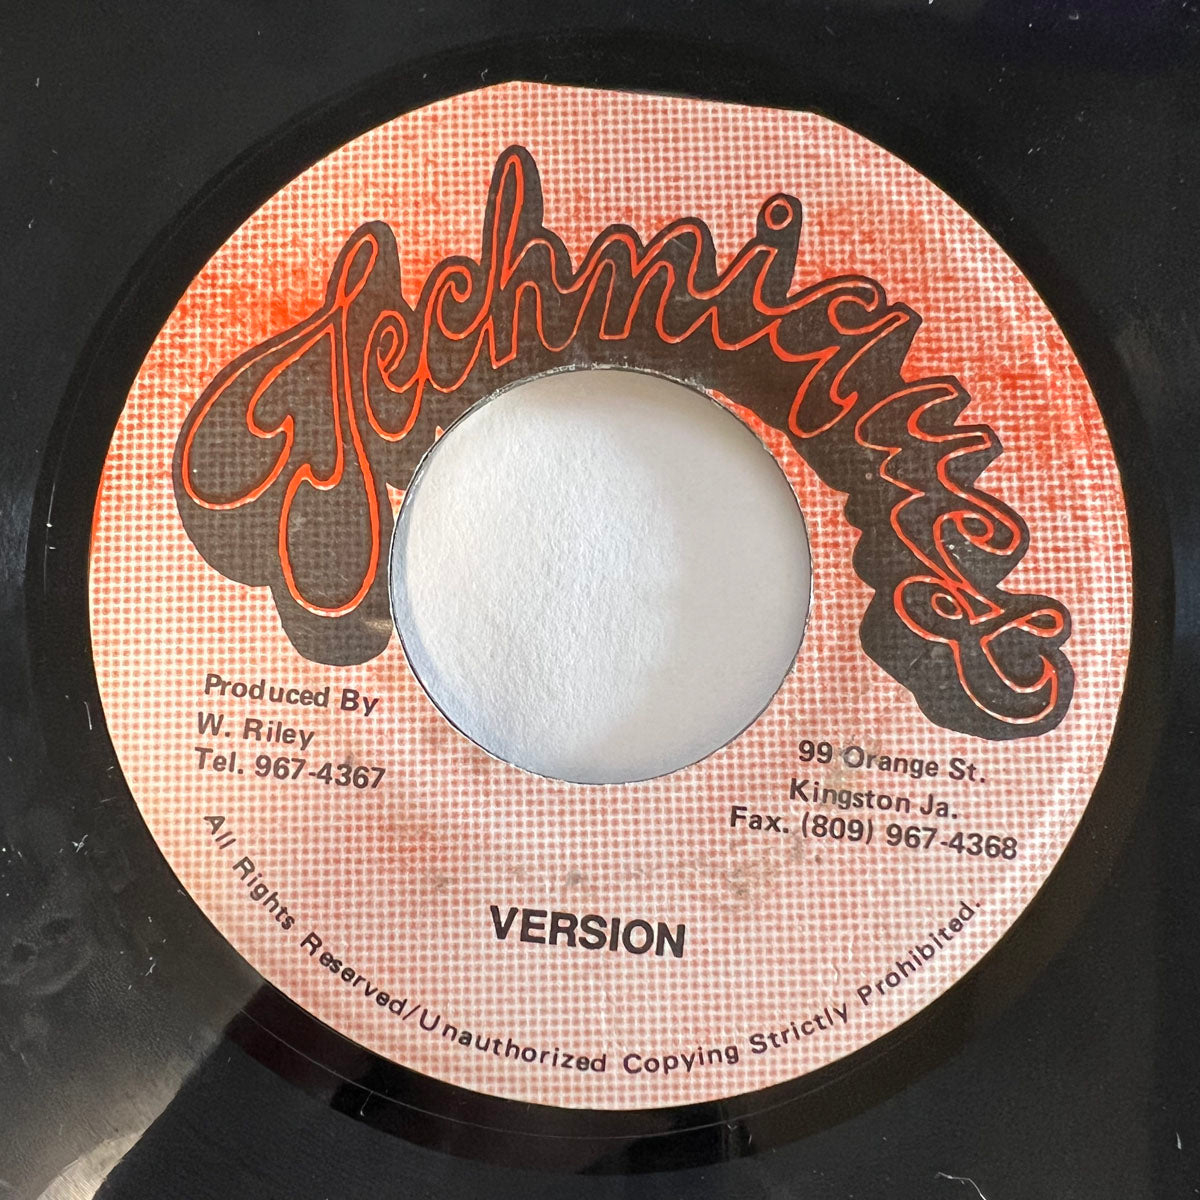 Techniques
Produced By
W. Riley
Tel. 967-4367
99 Orange St.
Kingston Ja.
Fax. (809) 967-4368
VERSION
All Rights Reserved/Unauthorized Copying Strictly Prohibited.